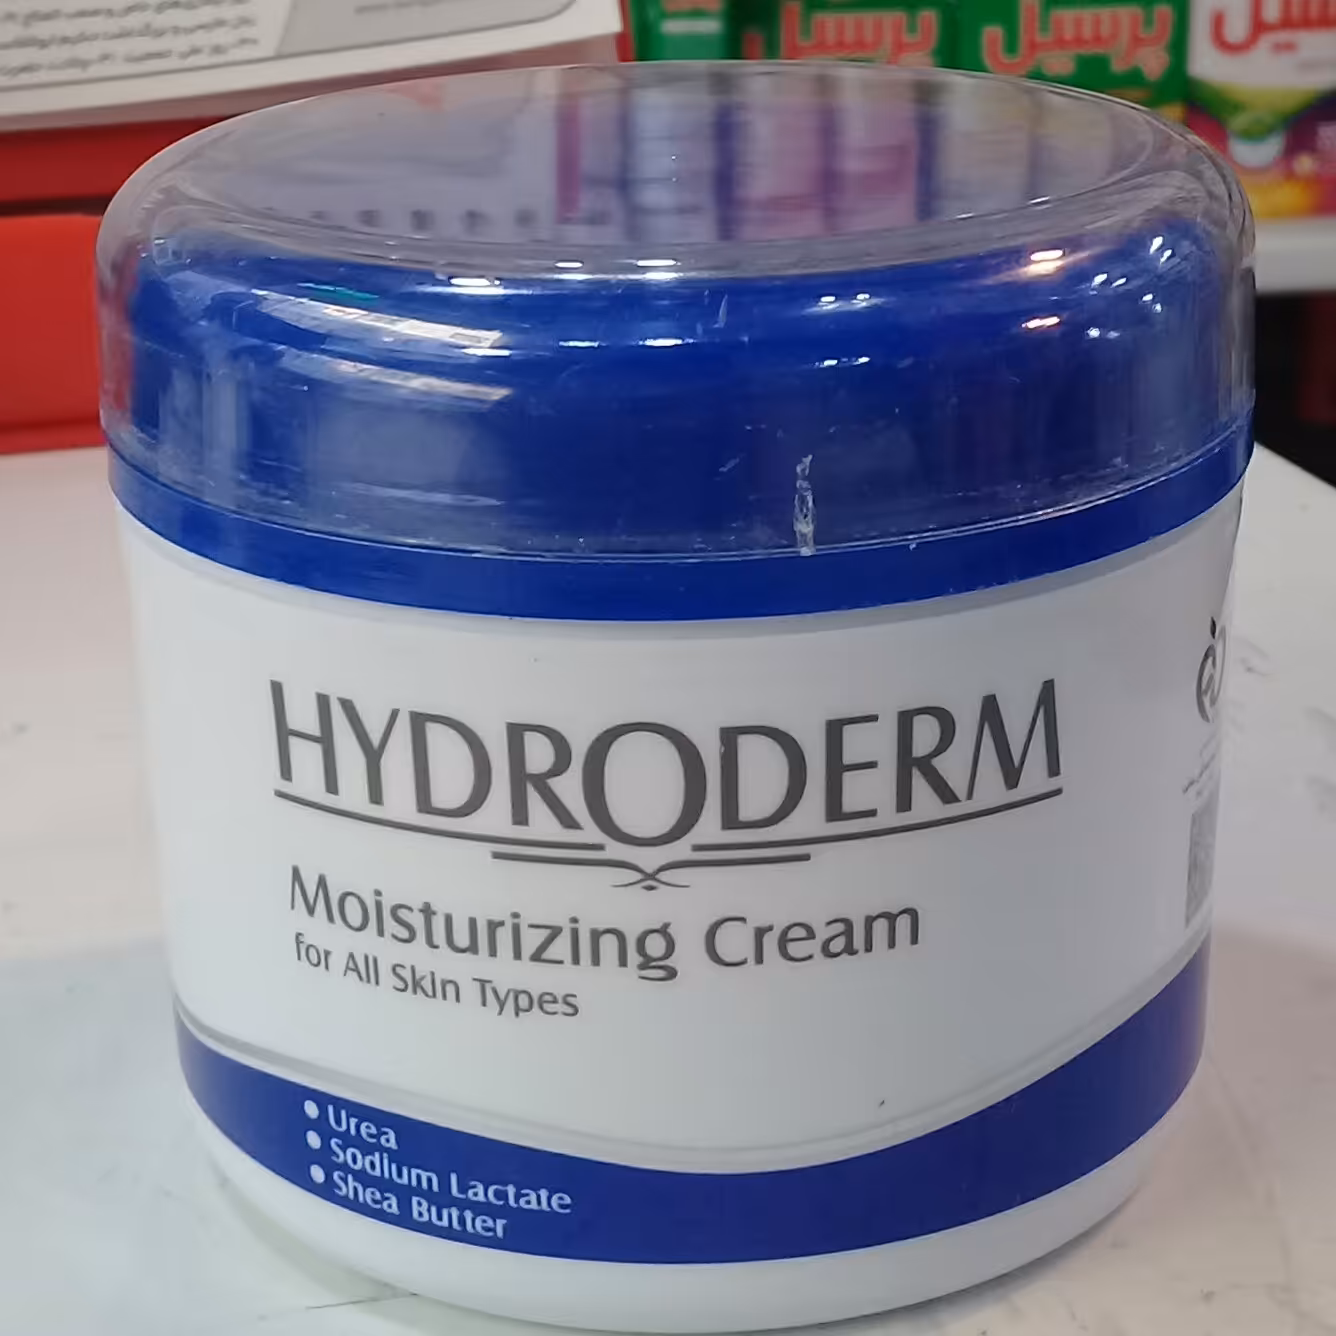 پرسیل
پرسیل
HYDRODERM
Moisturizing Cream
for All Skin Types
• Urea
• Sodium Lactate
• Shea Butter